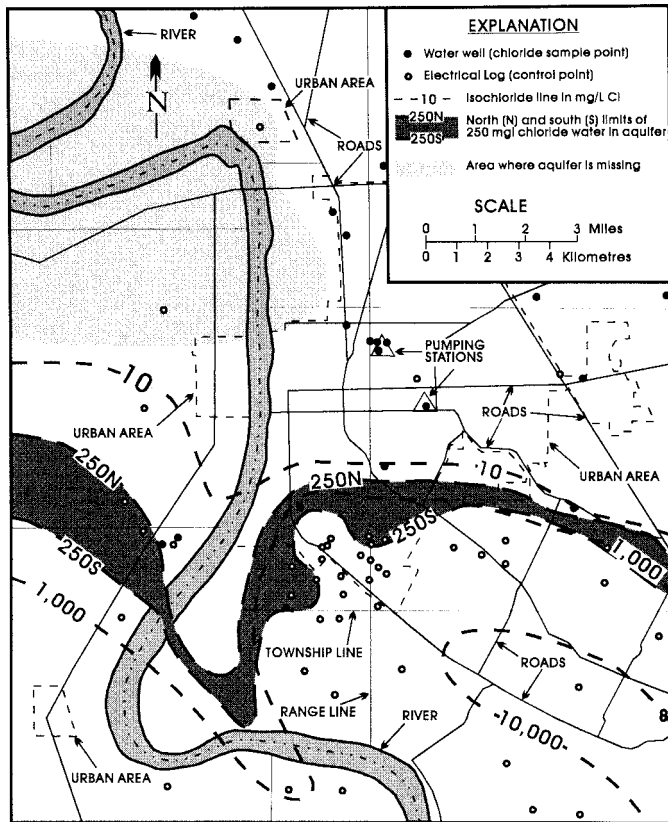 RIVER
N
URBAN AREA
ROADS
EXPLANATION
Water well (chloride sample point)
Electrical Log (control point)
10 Isochloride line in mg/L Cl
250N North (N) and south (S) limits of
250S 250 mgl chloride water in aquifer
Area where aquifer is missing
SCALE
0 1 2 3 Miles
0 1 2 3 4 Kilometres
PUMPING
STATIONS
10
URBAN AREA
ROADS
URBAN AREA
10
250N
250N
250S
250S
1,000
1,000
TOWNSHIP LINE
ROADS
RANGE LINE
RIVER
10,000
URBAN AREA